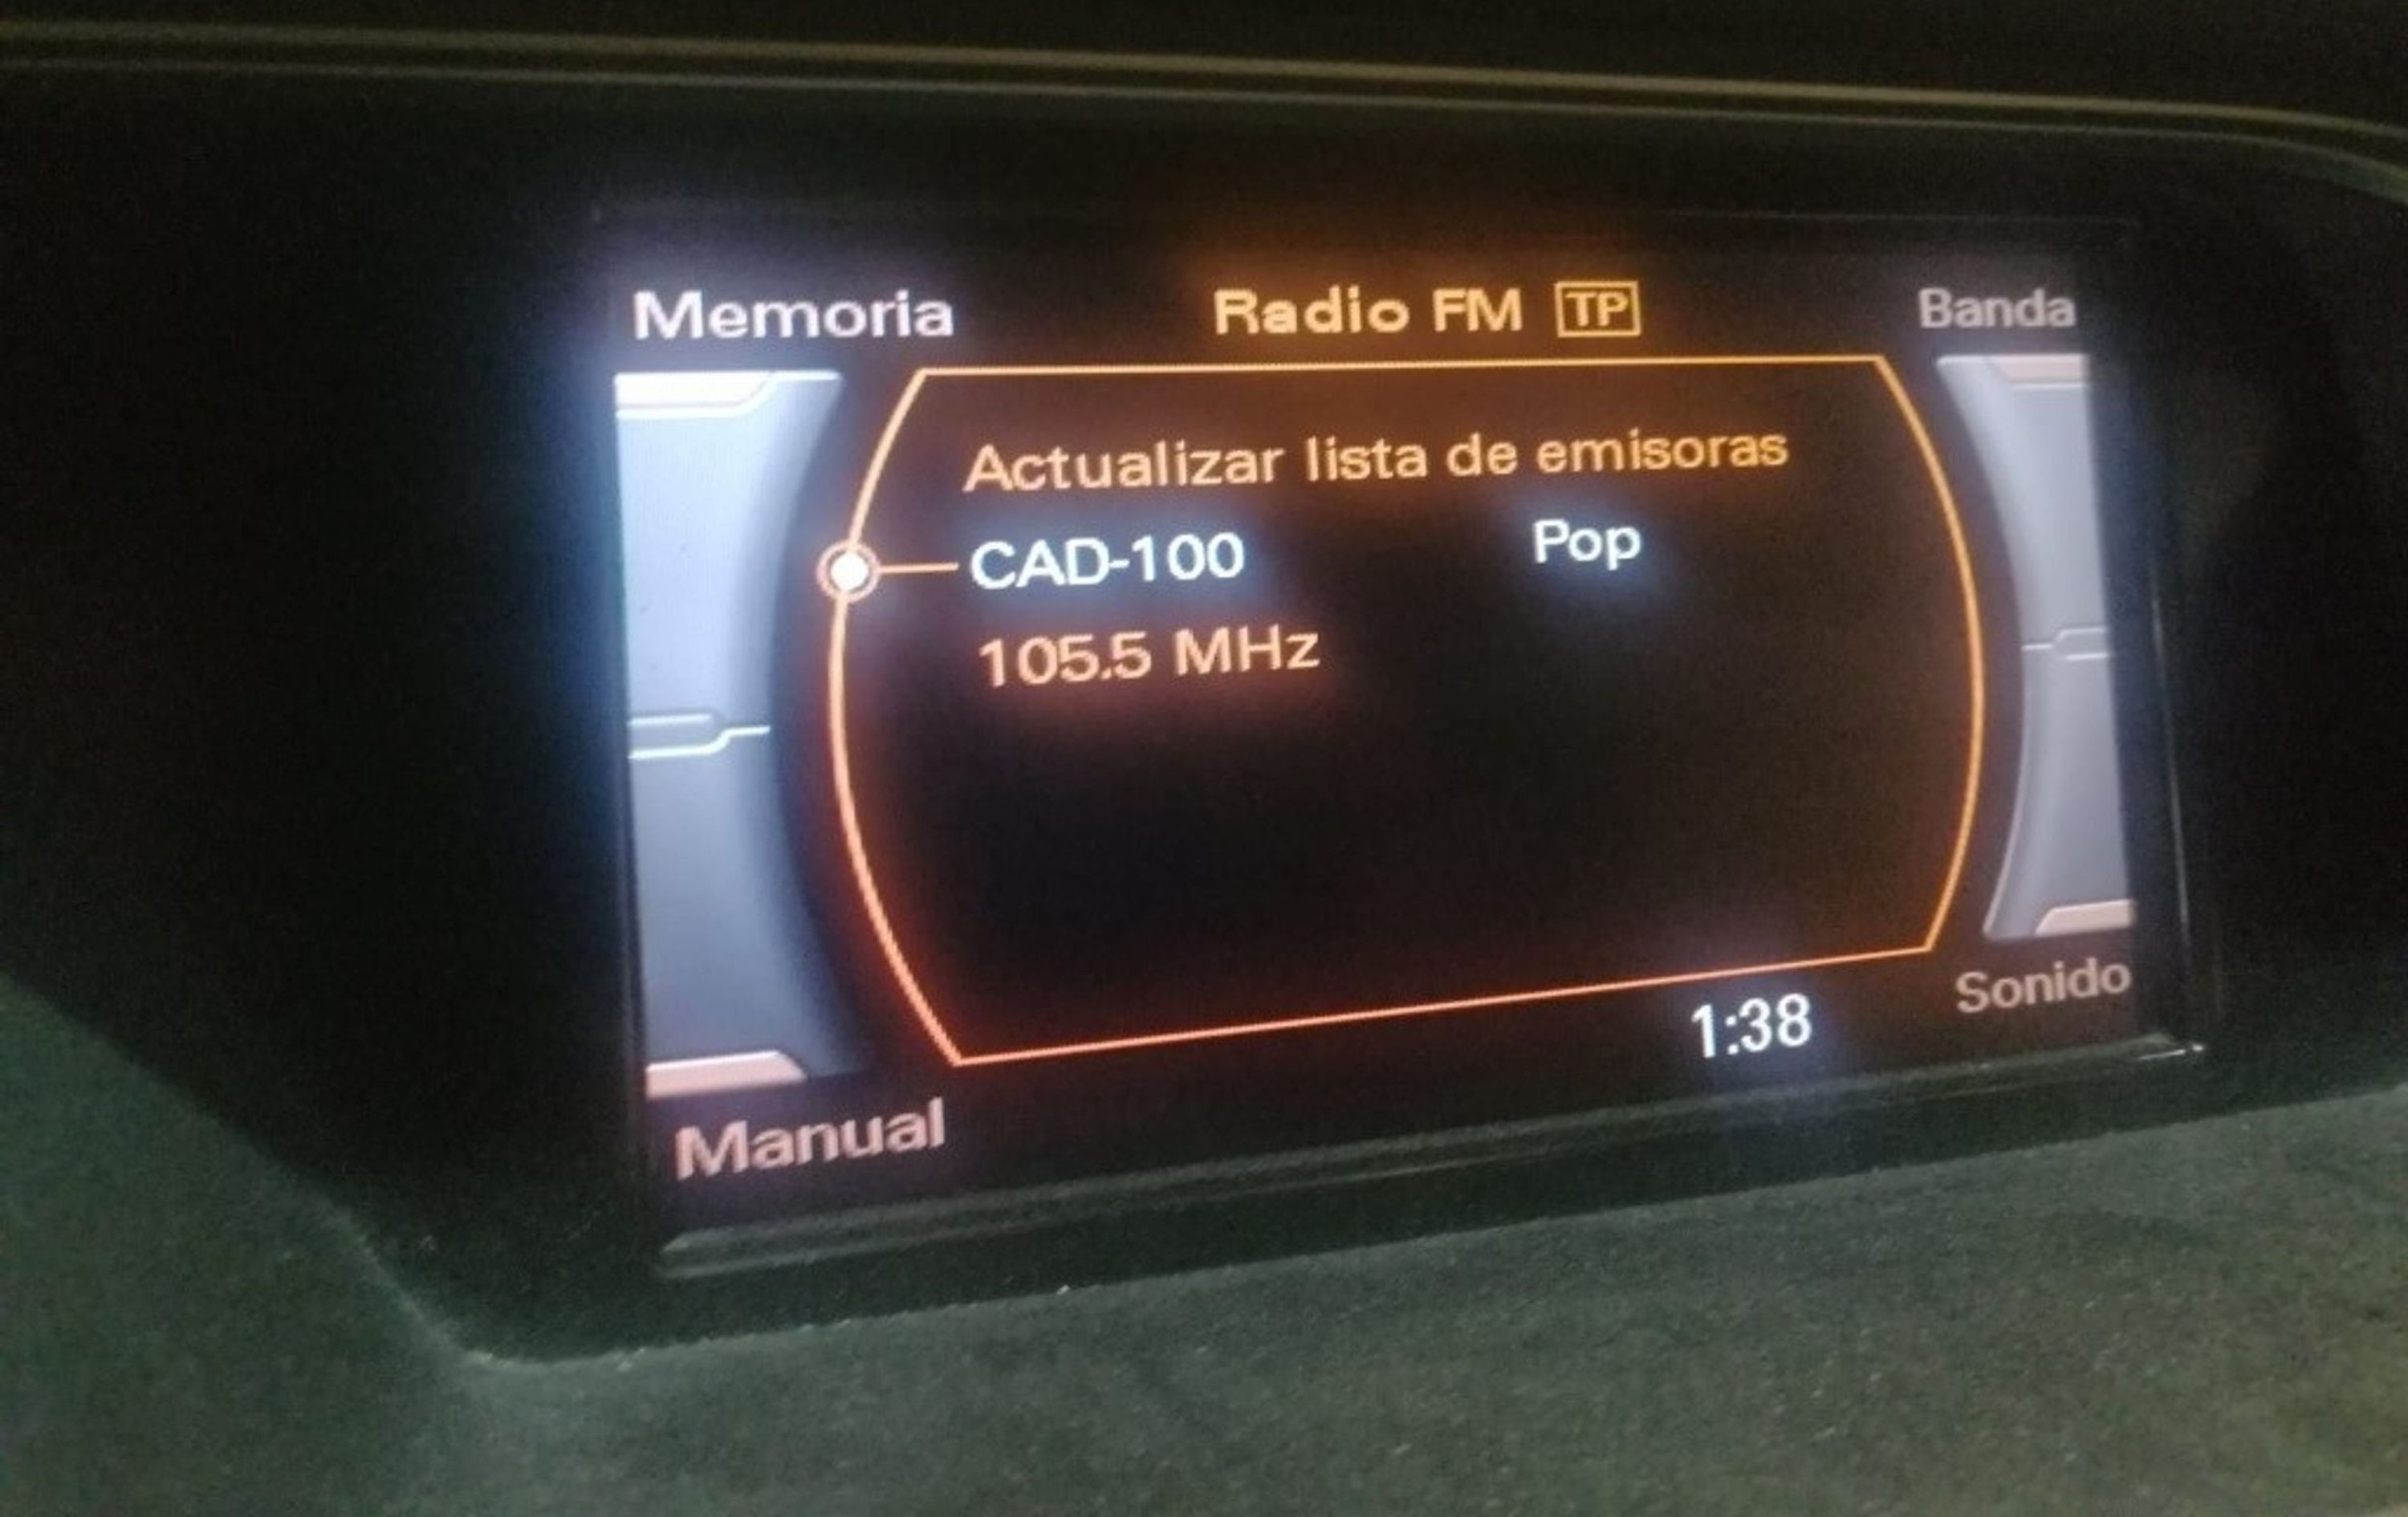 Memoria
Radio FM TP
Banda
Actualizar lista de emisoras
CAD-100 Pop
105.5 MHz
1:38
Sonido
Manual